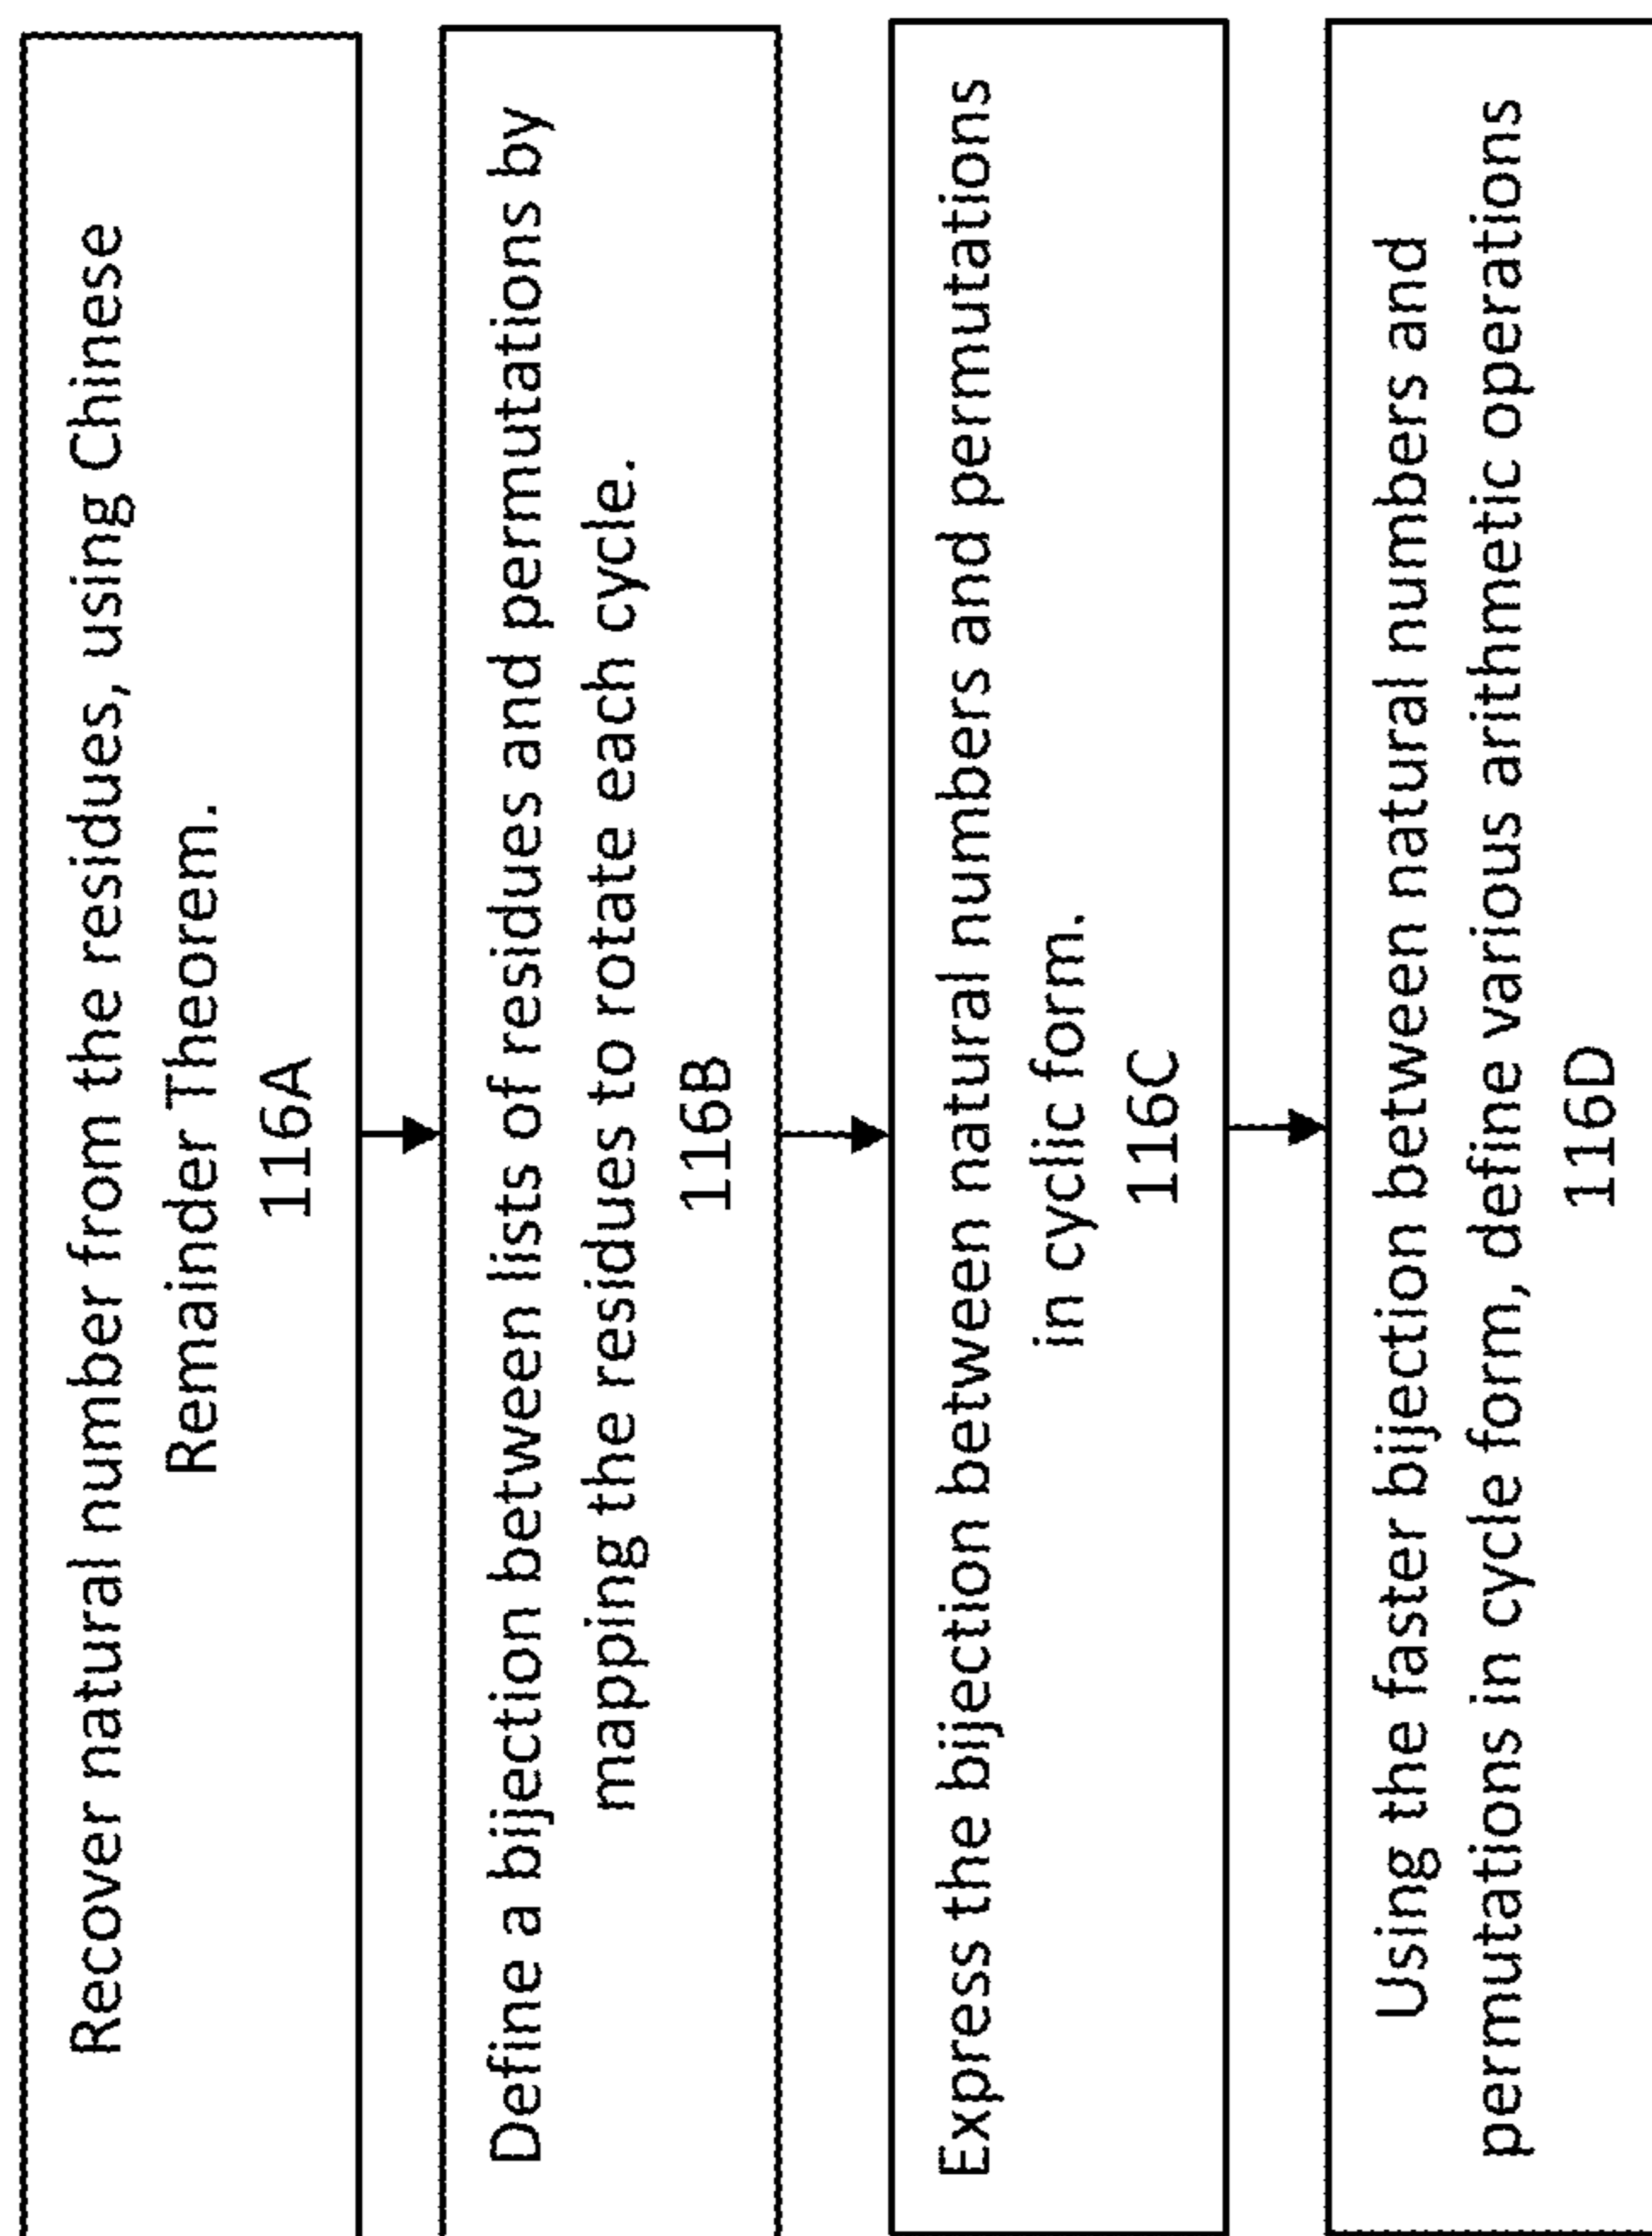 Recover natural number from the residues, using Chinese
Remainder Theorem.
116A
Define a bijection between lists of residues and permutations by
mapping the residues to rotate each cycle.
116B
Express the bijection between natural numbers and permutations
in cyclic form.
116C
Using the faster bijection between natural numbers and
permutations in cycle form, define various arithmetic operations
116D